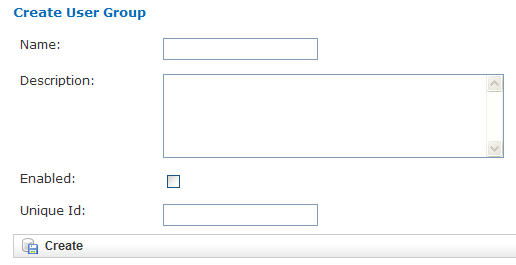 Create User Group
Name:
Description:
Enabled:
Unique Id:
Create